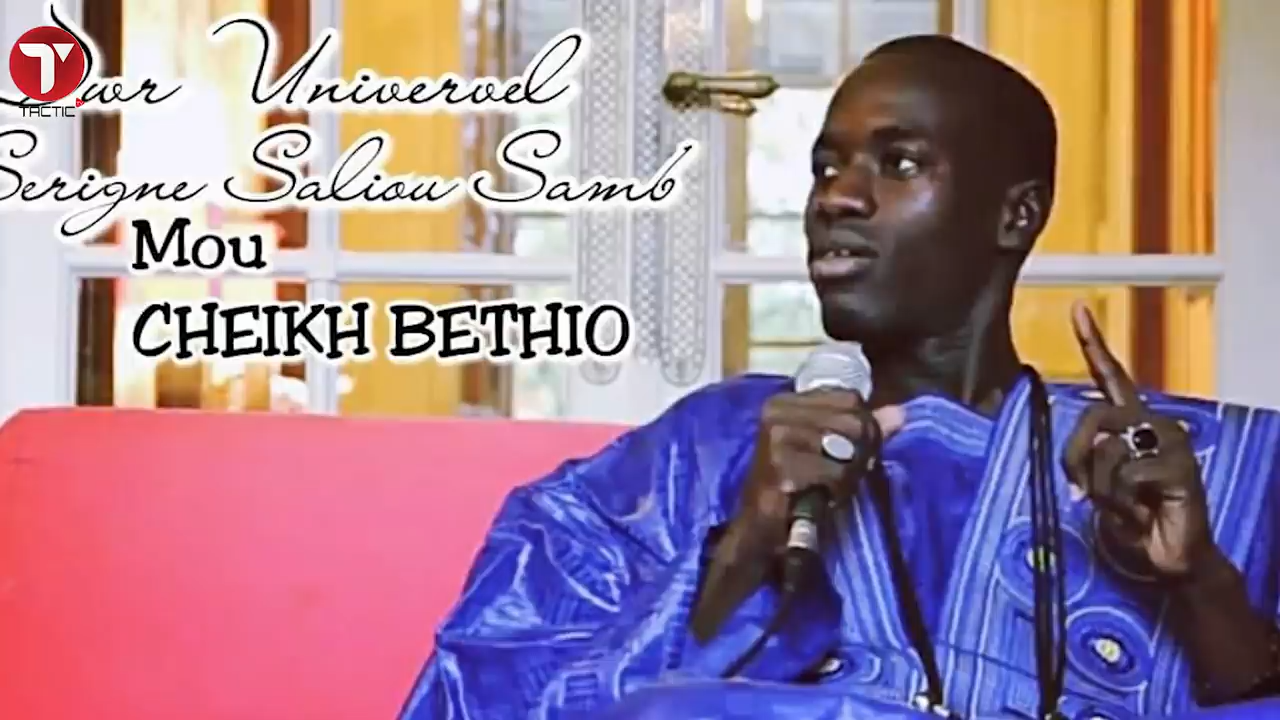 TACTIC
Univervel
Serigne Saliou Samb
Mou
CHEIKH BETHIO